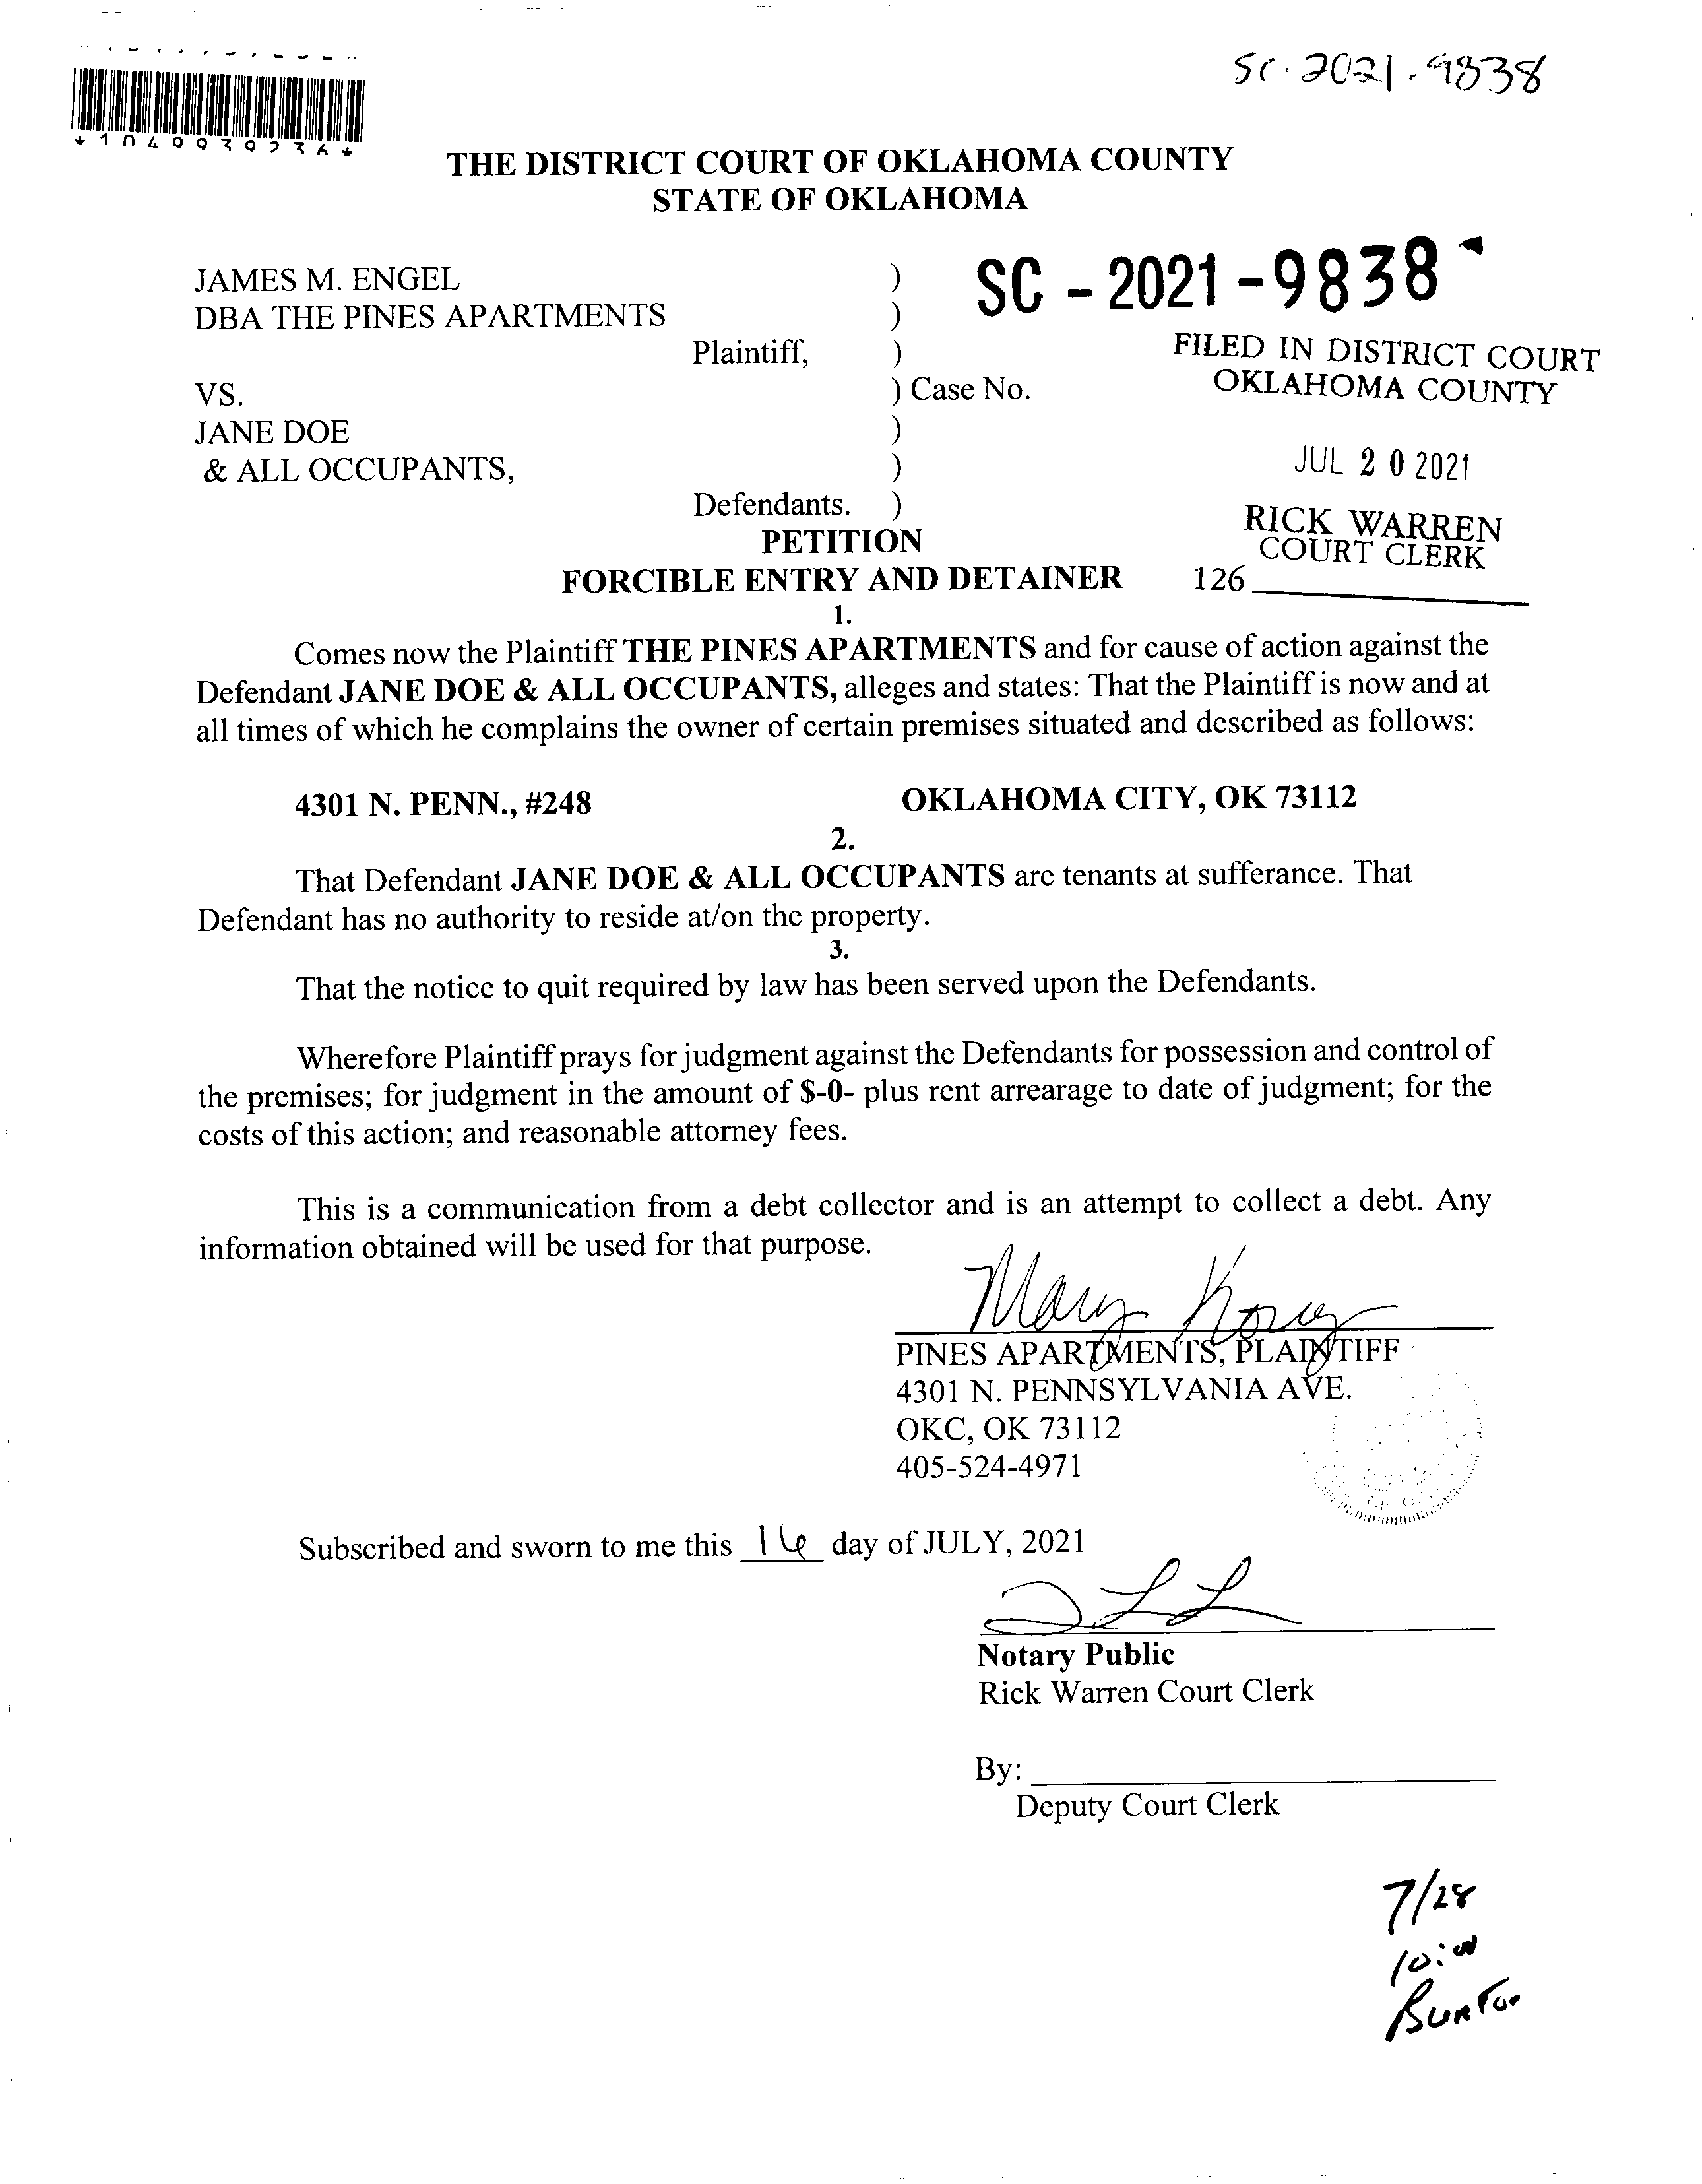 SC-2021-9838
*1049939236*
THE DISTRICT COURT OF OKLAHOMA COUNTY
STATE OF OKLAHOMA
JAMES M. ENGEL )
DBA THE PINES APARTMENTS )
Plaintiff, )
VS. ) Case No.
JANE DOE )
& ALL OCCUPANTS, )
Defendants. )
SC - 2021 - 9838
FILED IN DISTRICT COURT
OKLAHOMA COUNTY
JUL 20 2021
RICK WARREN
COURT CLERK
126
PETITION
FORCIBLE ENTRY AND DETAINER
1.
Comes now the Plaintiff THE PINES APARTMENTS and for cause of action against the
Defendant JANE DOE & ALL OCCUPANTS, alleges and states: That the Plaintiff is now and at
all times of which he complains the owner of certain premises situated and described as follows:
4301 N. PENN., #248 OKLAHOMA CITY, OK 73112
2.
That Defendant JANE DOE & ALL OCCUPANTS are tenants at sufferance. That
Defendant has no authority to reside at/on the property.
3.
That the notice to quit required by law has been served upon the Defendants.
Wherefore Plaintiff prays for judgment against the Defendants for possession and control of
the premises; for judgment in the amount of $-0- plus rent arrearage to date of judgment; for the
costs of this action; and reasonable attorney fees.
This is a communication from a debt collector and is an attempt to collect a debt. Any
information obtained will be used for that purpose.
Mary
PINES APARTMENTS, PLAINTIFF
4301 N. PENNSYLVANIA AVE.
OKC, OK 73112
405-524-4971
Subscribed and sworn to me this 16 day of JULY, 2021
Notary Public
Rick Warren Court Clerk
By:
Deputy Court Clerk
7/28
10:00